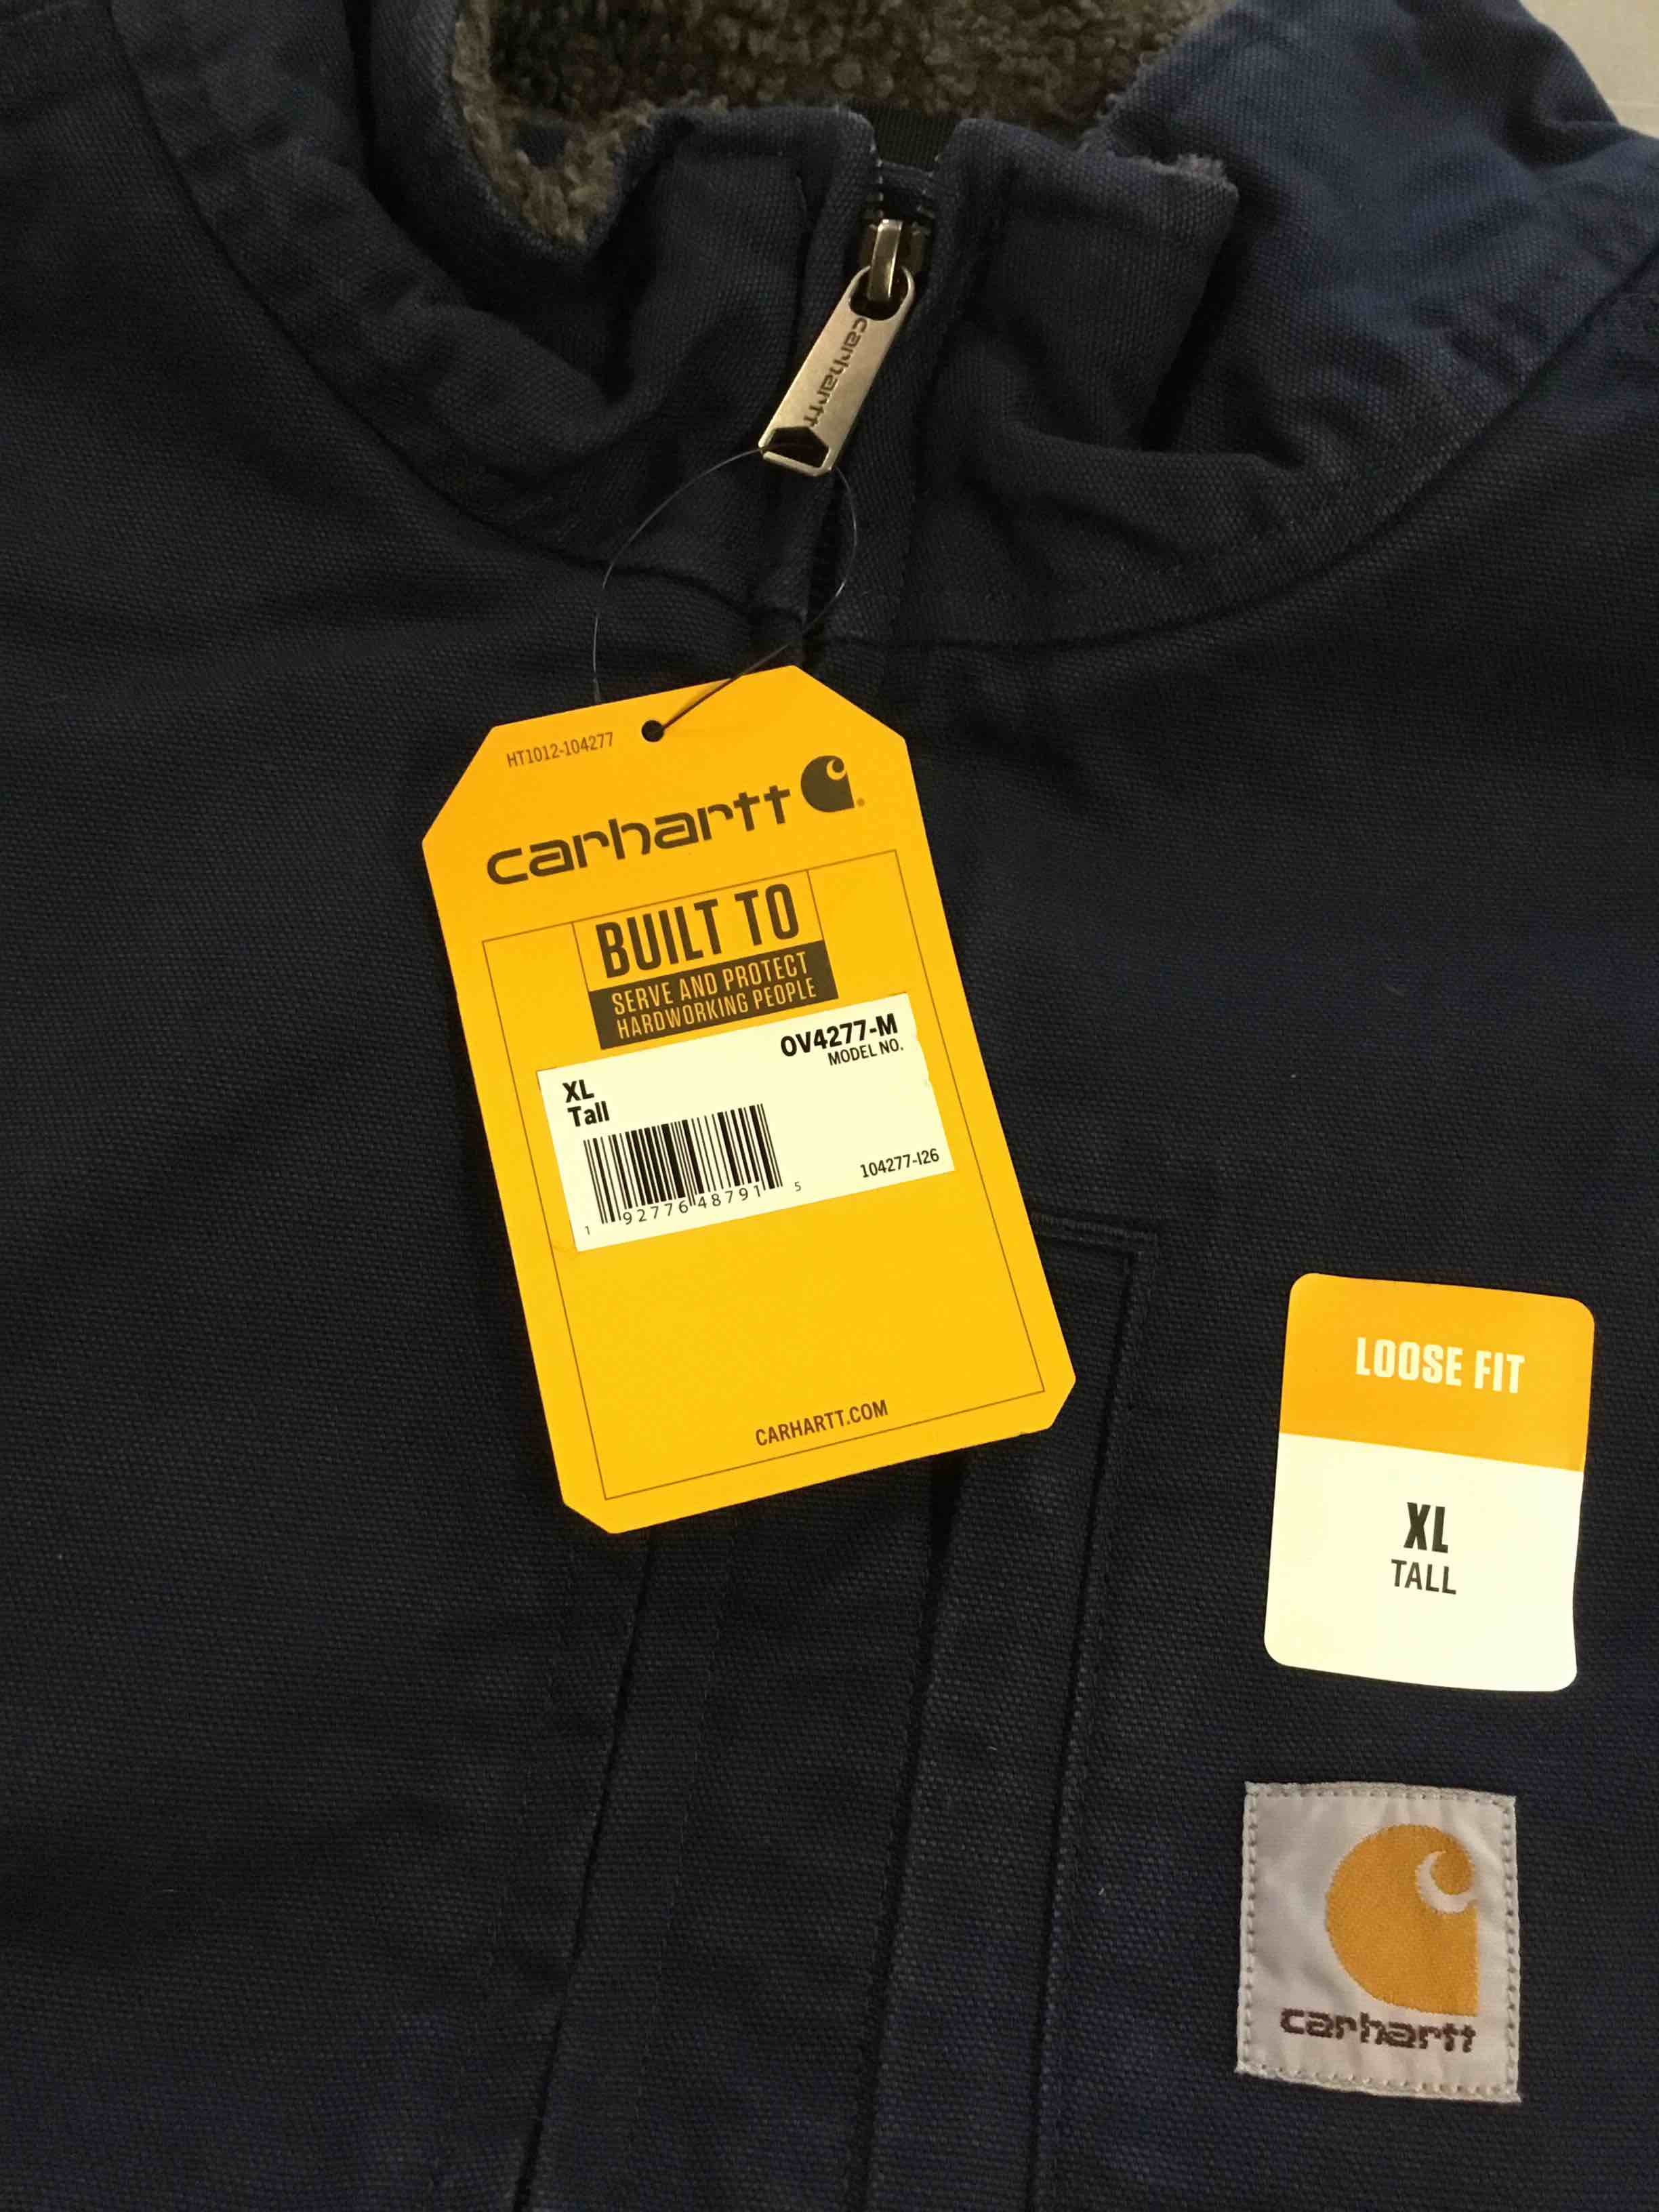 carhartt
HT1012-104277
carhartt
BUILT TO
SERVE AND PROTECT
HARDWORKING PEOPLE
OV4277-M
MODEL NO.
XL
Tall
1 92776 48791 5
104277-I26
CARHARTT.COM
LOOSE FIT
XL
TALL
carhartt